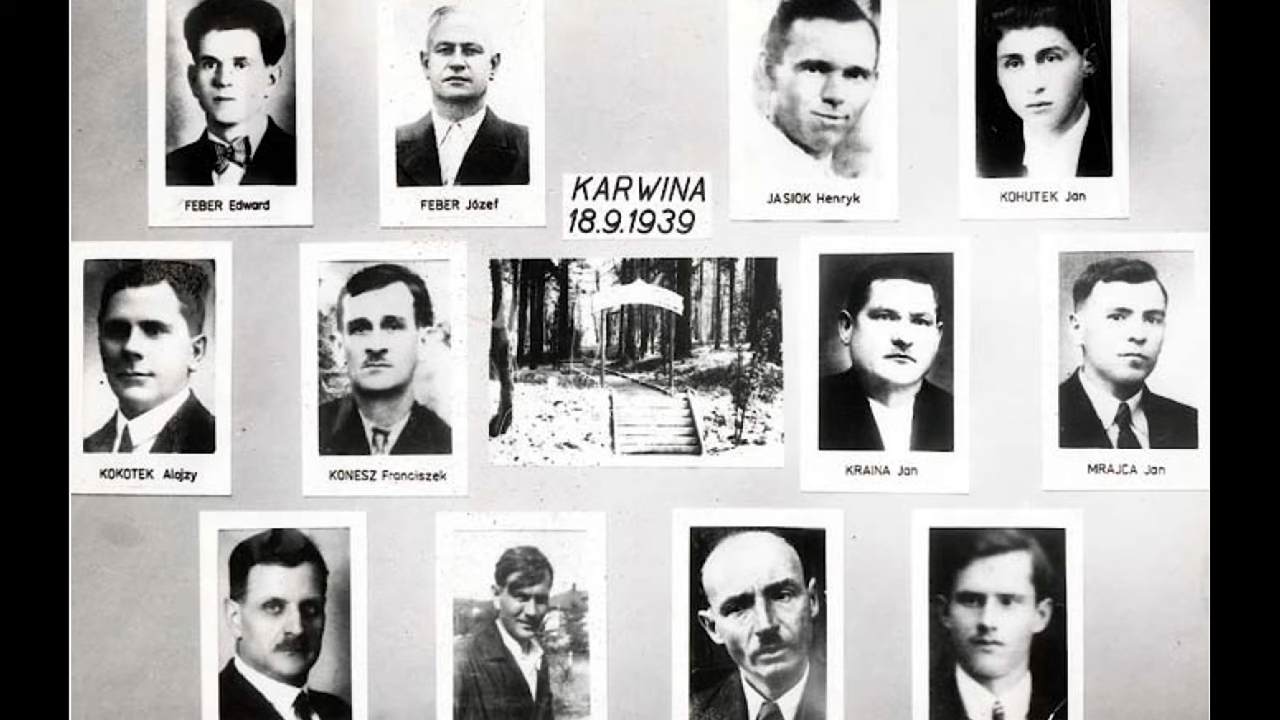 FEBER Edward
FEBER Józef
JASIOK Henryk
KOHUTEK Jan
KARWINA
18.9.1939
KOKOTEK Alojzy
KONESZ Franciszek
KRAINA Jan
MRAJCA Jan